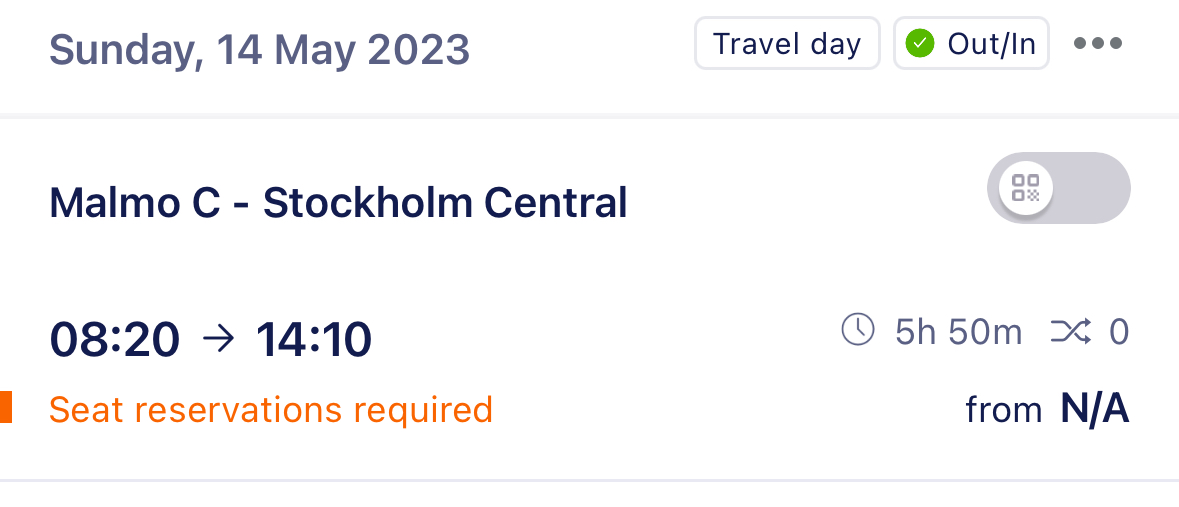 Sunday, 14 May 2023 Travel day Out/In
Malmo C - Stockholm Central
08:20 → 14:10 5h 50m 0
Seat reservations required from N/A